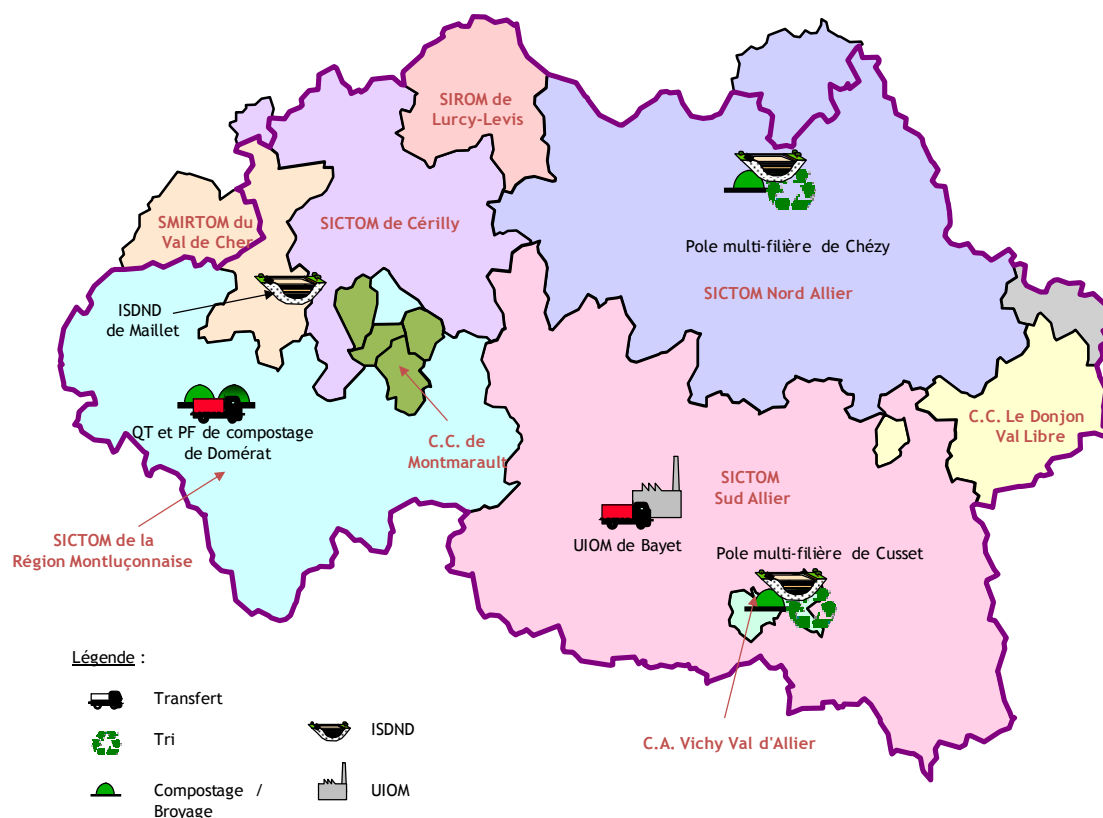 SIROM de
Lurcy-Levis
SMIRTOM du
Val de Cher
SICTOM de Cérilly
Pole multi-filière de Chézy
SICTOM Nord Allier
ISDND
de Maillet
QT et PF de compostage
de Domérat
C.C. de
Montmarault
C.C. Le Donjon
Val Libre
SICTOM
Sud Allier
UIOM de Bayet
Pole multi-filière de Cusset
SICTOM de la
Région Montluçonnaise
C.A. Vichy Val d'Allier
Légende :
Transfert
Tri
Compostage /
Broyage
ISDND
UIOM